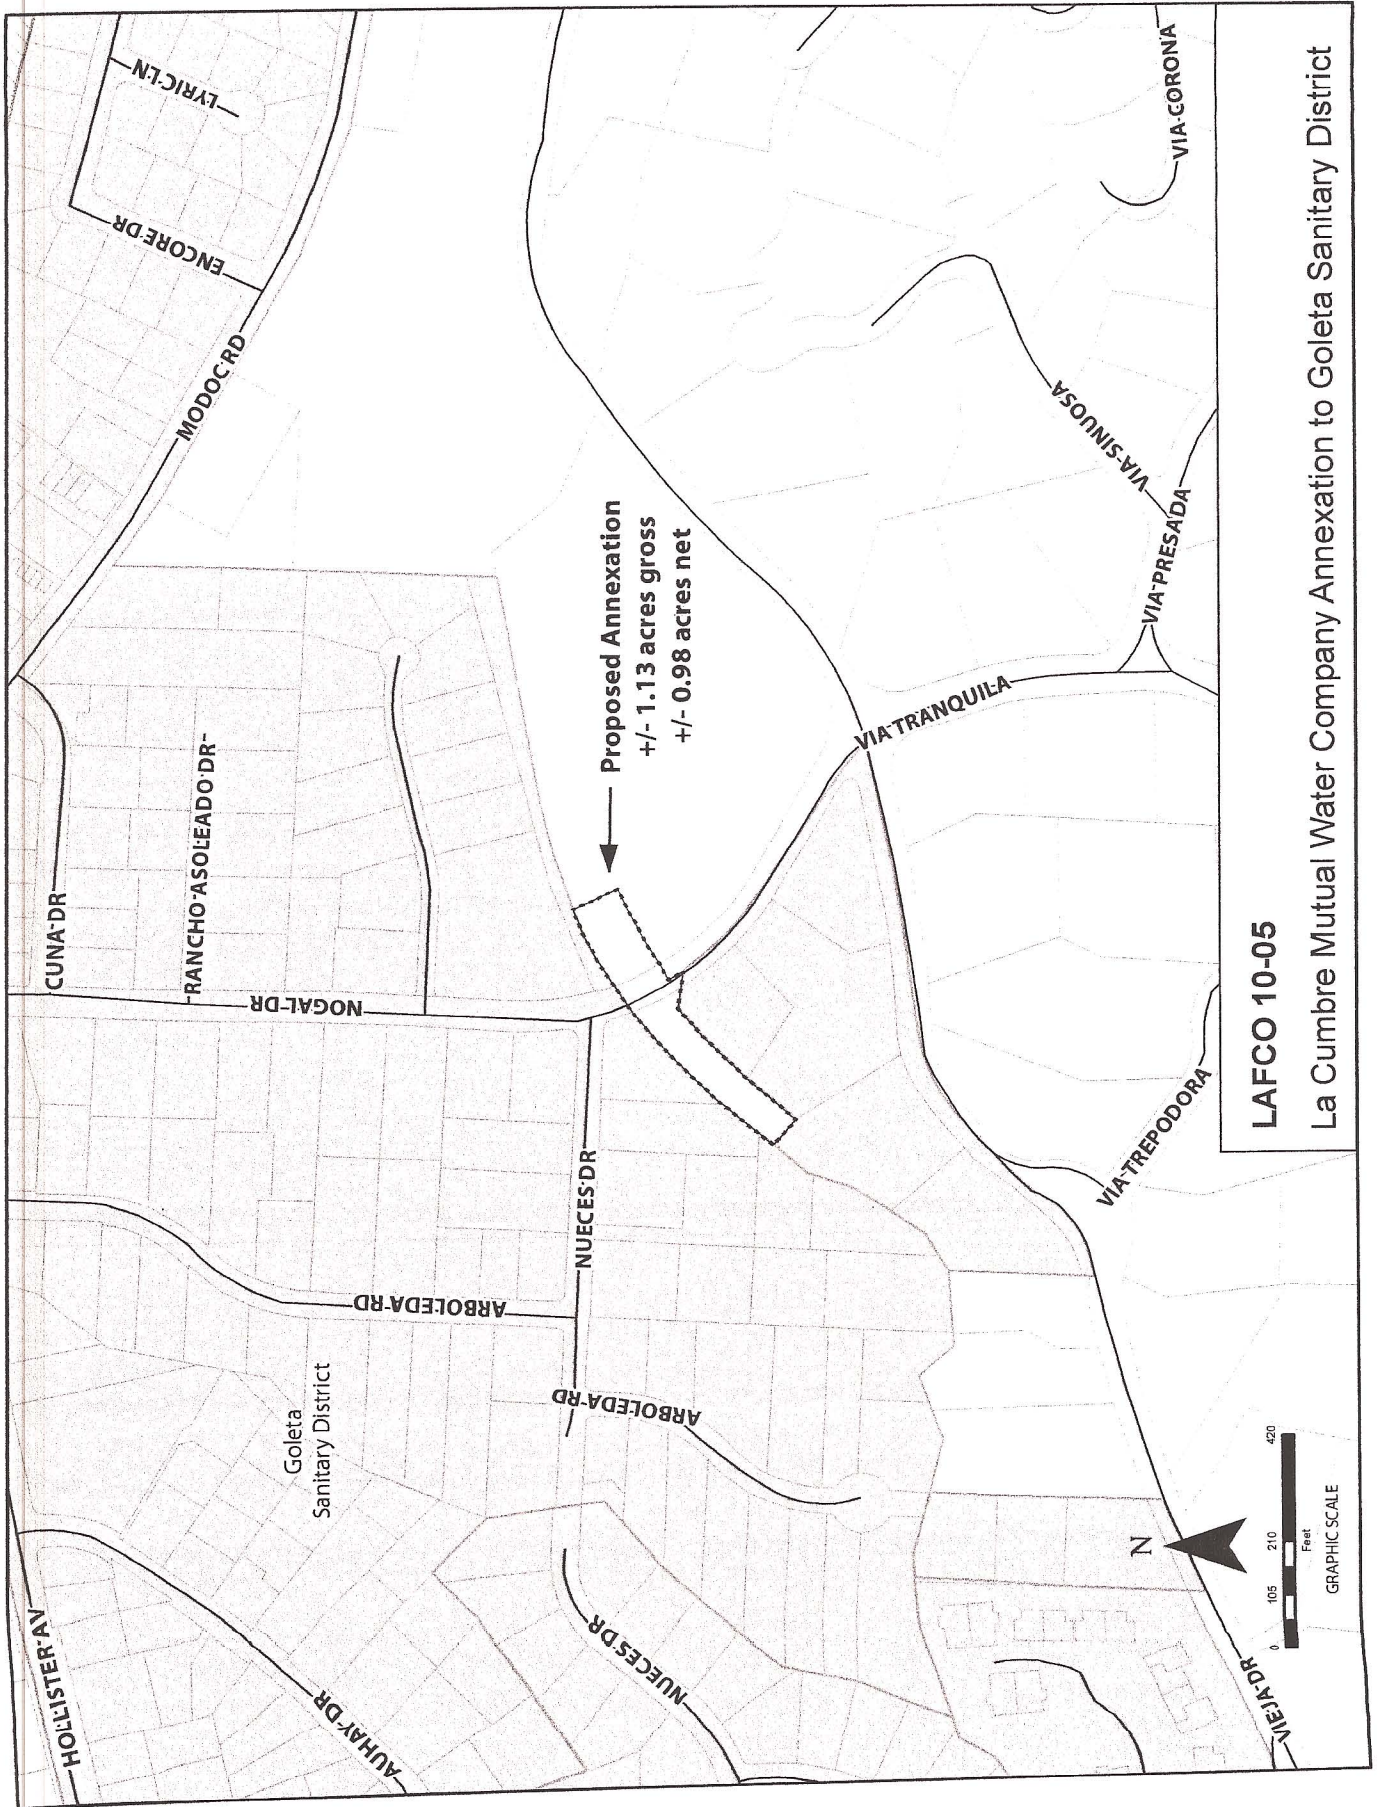 HOLLISTER AV
AUHAY DR
Goleta
Sanitary District
ARBOLEDA RD
CUNA DR
RANCHO ASOLEADO DR
NOGAL DR
MODOC RD
ENCORE DR
LYRIC LN
NUECES DR
ARBOLEDA RD
NUECES DR
Proposed Annexation
+/- 1.13 acres gross
+/- 0.98 acres net
VIA TRANQUILA
VIA SINUOSA
VIA PRESADA
VIA CORONA
VIA TREPODORA
VIEJA DR
N
0 105 210 420
Feet
GRAPHIC SCALE
LAFCO 10-05
La Cumbre Mutual Water Company Annexation to Goleta Sanitary District